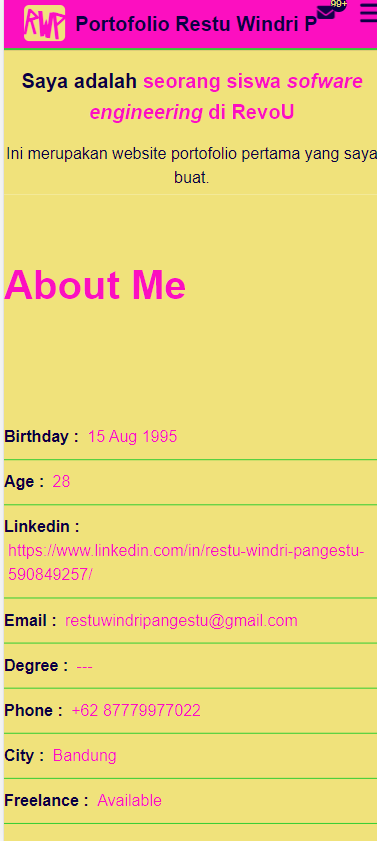 RWP
Portofolio Restu Windri P
99+
Saya adalah seorang siswa sofware
engineering di RevoU
Ini merupakan website portofolio pertama yang saya
buat.
About Me
Birthday : 15 Aug 1995
Age : 28
Linkedin :
https://www.linkedin.com/in/restu-windri-pangestu-
590849257/
Email : restuwindripangestu@gmail.com
Degree : ---
Phone : +62 87779977022
City : Bandung
Freelance : Available